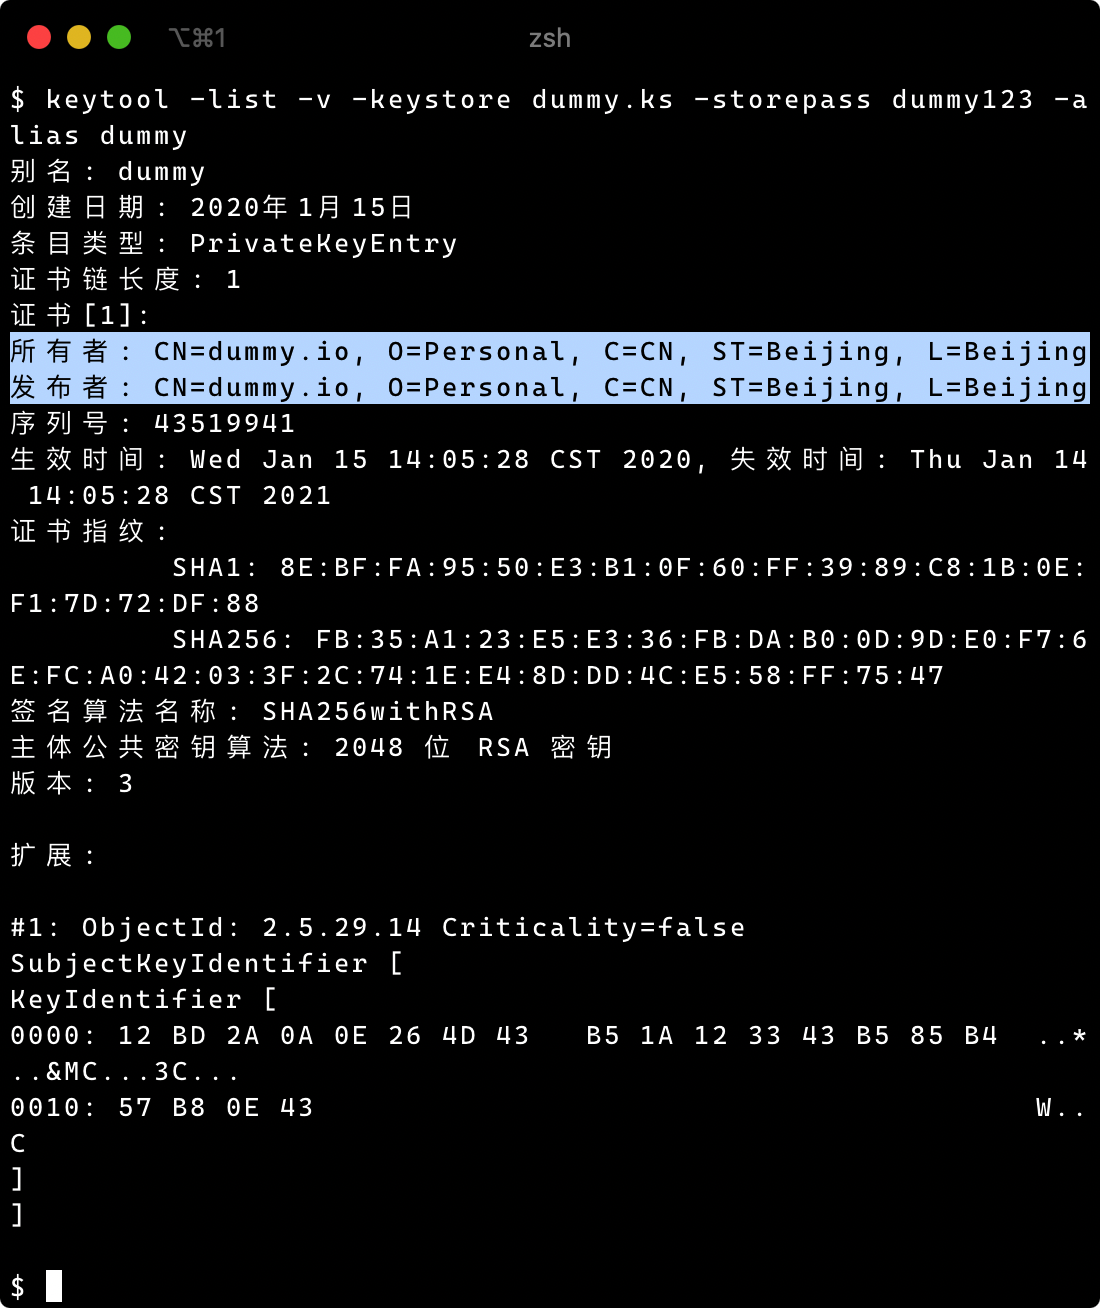 ⌥⌘1
zsh
$ keytool -list -v -keystore dummy.ks -storepass dummy123 -a
lias dummy
别名: dummy
创建日期: 2020年1月15日
条目类型: PrivateKeyEntry
证书链长度: 1
证书[1]:
所有者: CN=dummy.io, O=Personal, C=CN, ST=Beijing, L=Beijing
发布者: CN=dummy.io, O=Personal, C=CN, ST=Beijing, L=Beijing
序列号: 43519941
生效时间: Wed Jan 15 14:05:28 CST 2020, 失效时间: Thu Jan 14
 14:05:28 CST 2021
证书指纹:
         SHA1: 8E:BF:FA:95:50:E3:B1:0F:60:FF:39:89:C8:1B:0E:
F1:7D:72:DF:88
         SHA256: FB:35:A1:23:E5:E3:36:FB:DA:B0:0D:9D:E0:F7:6
E:FC:A0:42:03:3F:2C:74:1E:E4:8D:DD:4C:E5:58:FF:75:47
签名算法名称: SHA256withRSA
主体公共密钥算法: 2048 位 RSA 密钥
版本: 3
扩展:
#1: ObjectId: 2.5.29.14 Criticality=false
SubjectKeyIdentifier [
KeyIdentifier [
0000: 12 BD 2A 0A 0E 26 4D 43   B5 1A 12 33 43 B5 85 B4  ..*
..&MC...3C...
0010: 57 B8 0E 43                                        W..
C
]
]
$